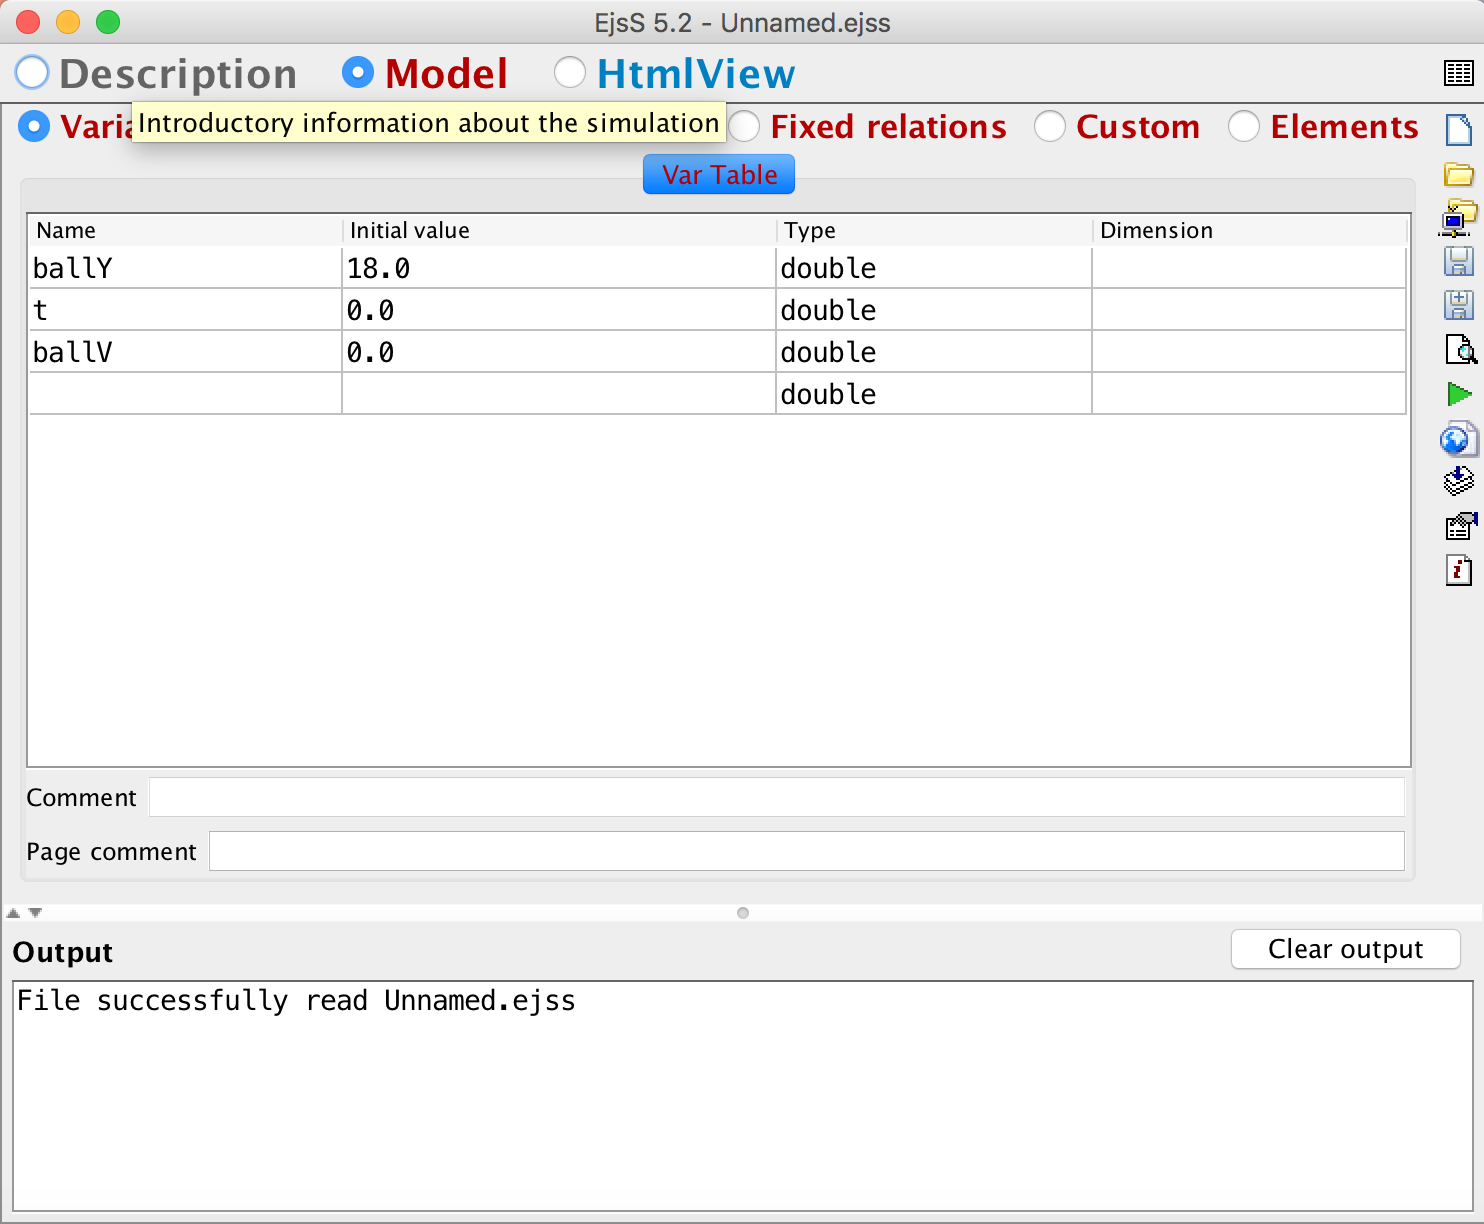 EjsS 5.2 - Unnamed.ejss
Description Model HtmlView
Introductory information about the simulation Fixed relations Custom Elements
Var Table
Name Initial value Type Dimension
ballY 18.0 double
t 0.0 double
ballV 0.0 double
double
Comment
Page comment
Output Clear output
File successfully read Unnamed.ejss